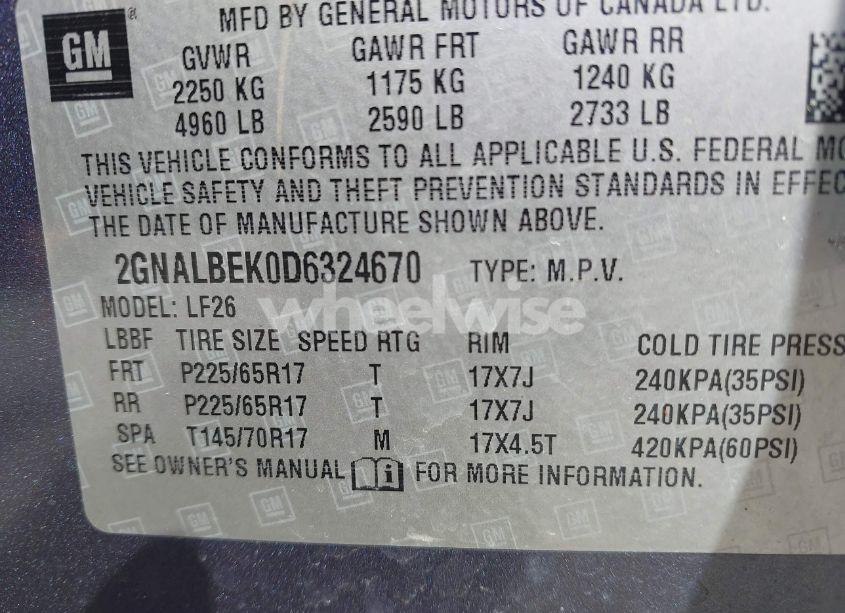 MFD BY GENERAL MOTORS OF CANADA LTD.
GM ®
GVWR GAWR FRT GAWR RR
2250 KG 1175 KG 1240 KG
4960 LB 2590 LB 2733 LB
THIS VEHICLE CONFORMS TO ALL APPLICABLE U.S. FEDERAL MO
VEHICLE SAFETY AND THEFT PREVENTION STANDARDS IN EFFEC
THE DATE OF MANUFACTURE SHOWN ABOVE.
2GNALBEK0D6324670 TYPE: M.P.V.
MODEL: LF26
wheelwise
LBBF TIRE SIZE SPEED RTG RIM COLD TIRE PRESS
FRT P225/65R17 T 17X7J 240KPA(35PSI)
RR P225/65R17 T 17X7J 240KPA(35PSI)
SPA T145/70R17 M 17X4.5T 420KPA(60PSI)
SEE OWNER'S MANUAL i FOR MORE INFORMATION.